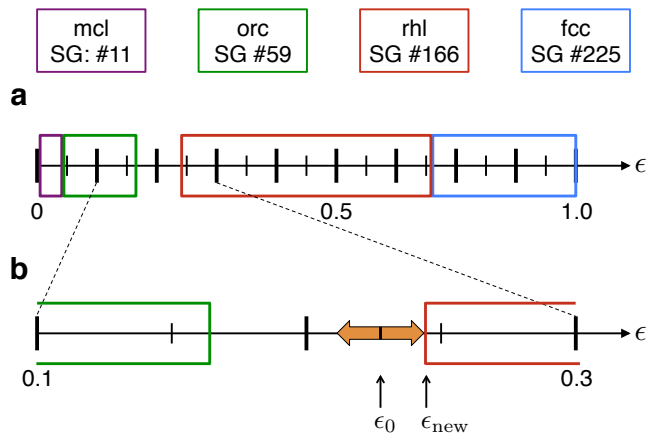 mcl
SG: #11
orc
SG #59
rhl
SG #166
fcc
SG #225
a
ϵ
0
0.5
1.0
b
ϵ
0.1
0.3
ϵ₀
ϵnew